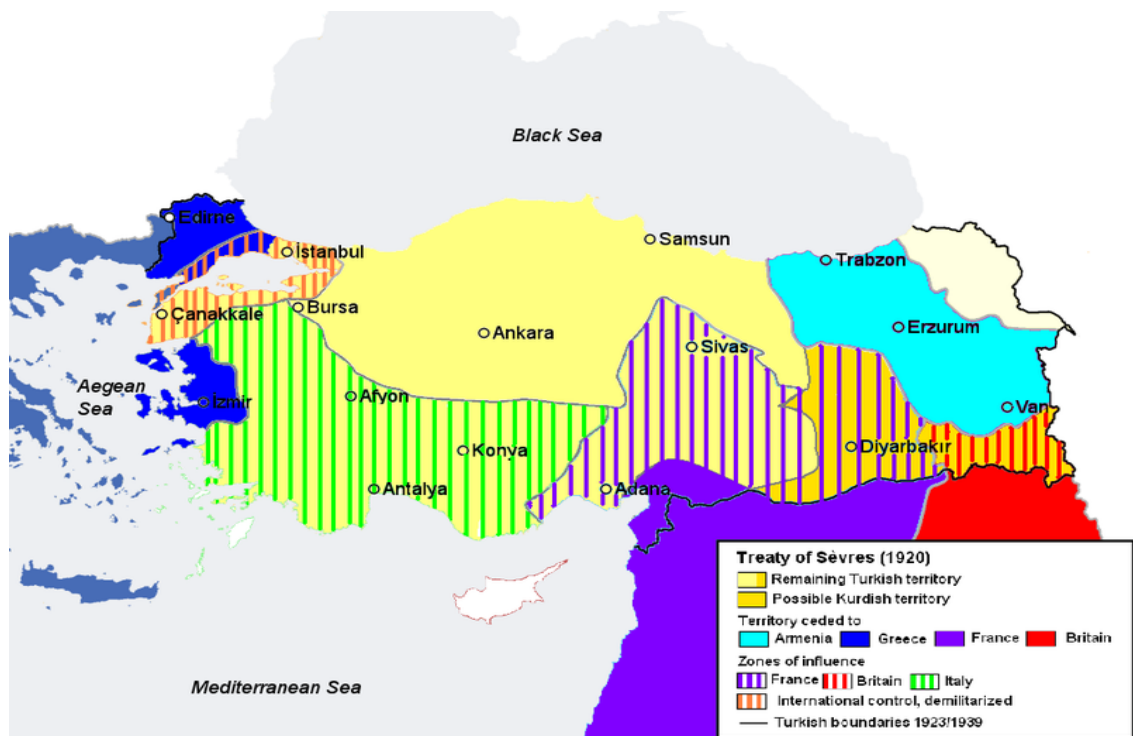 Black Sea
Edirne
İstanbul
Samsun
Trabzon
Çanakkale
Bursa
Ankara
Erzurum
Sivas
Aegean
Sea
İzmir
Afyon
Van
Konya
Diyarbakır
Antalya
Adana
Mediterranean Sea
Treaty of Sèvres (1920)
Remaining Turkish territory
Possible Kurdish territory
Territory ceded to
Armenia Greece France Britain
Zones of influence
France Britain Italy
International control, demilitarized
Turkish boundaries 1923/1939